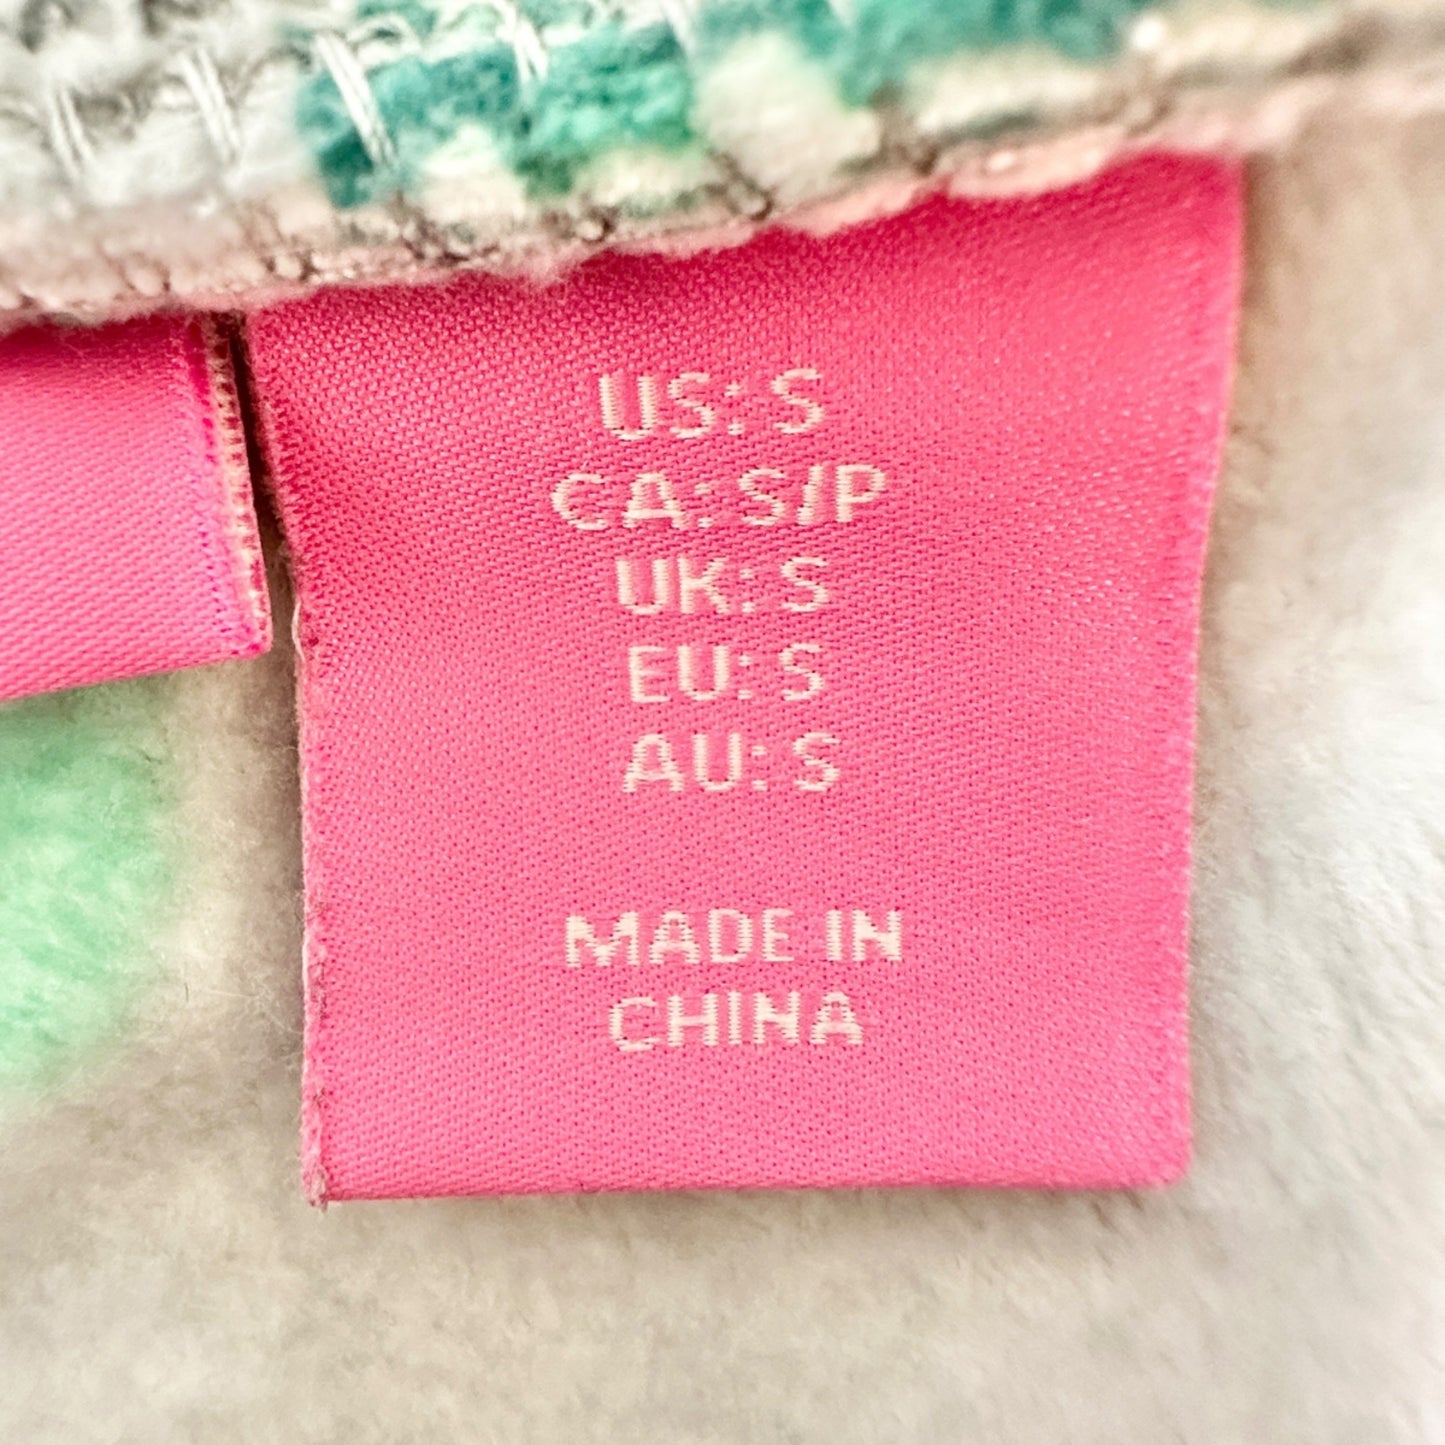 US: S
CA: S/P
UK: S
EU: S
AU: S
MADE IN
CHINA